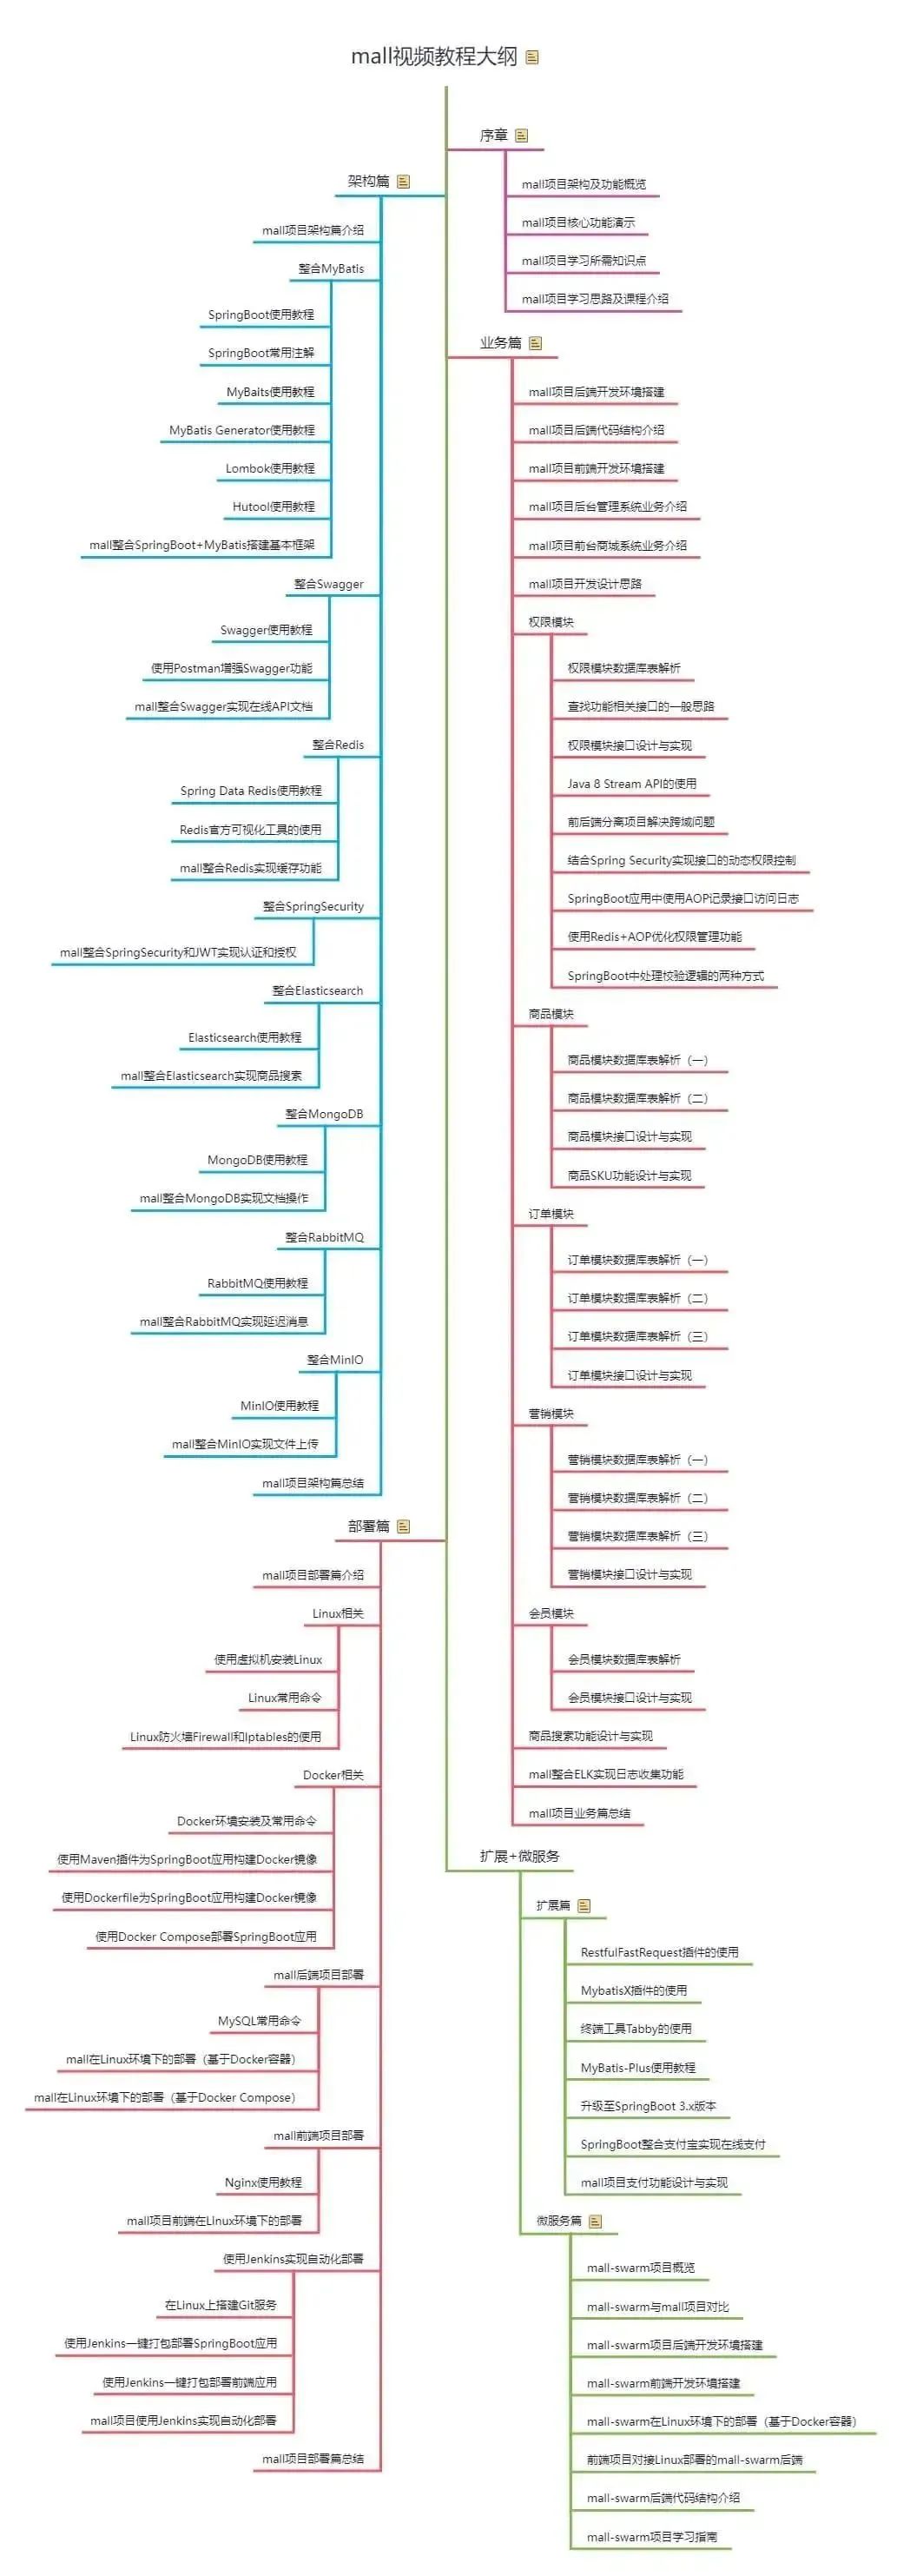 mall视频教程大纲
序章
mall项目架构及功能概览
mall项目核心功能演示
mall项目学习所需知识点
mall项目学习思路及课程介绍
架构篇
mall项目架构篇介绍
整合MyBatis
SpringBoot使用教程
SpringBoot常用注解
MyBaits使用教程
MyBatis Generator使用教程
Lombok使用教程
Hutool使用教程
mall整合SpringBoot+MyBatis搭建基本框架
整合Swagger
Swagger使用教程
使用Postman增强Swagger功能
mall整合Swagger实现在线API文档
整合Redis
Spring Data Redis使用教程
Redis官方可视化工具的使用
mall整合Redis实现缓存功能
整合SpringSecurity
mall整合SpringSecurity和JWT实现认证和授权
整合Elasticsearch
Elasticsearch使用教程
mall整合Elasticsearch实现商品搜索
整合MongoDB
MongoDB使用教程
mall整合MongoDB实现文档操作
整合RabbitMQ
RabbitMQ使用教程
mall整合RabbitMQ实现延迟消息
整合MinIO
MinIO使用教程
mall整合MinIO实现文件上传
mall项目架构篇总结
业务篇
mall项目后端开发环境搭建
mall项目后端代码结构介绍
mall项目前端开发环境搭建
mall项目后台管理系统业务介绍
mall项目前台商城系统业务介绍
mall项目开发设计思路
权限模块
权限模块数据库表解析
查找功能相关接口的一般思路
权限模块接口设计与实现
Java 8 Stream API的使用
前后端分离项目解决跨域问题
结合Spring Security实现接口的动态权限控制
SpringBoot应用中使用AOP记录接口访问日志
使用Redis+AOP优化权限管理功能
SpringBoot中处理校验逻辑的两种方式
商品模块
商品模块数据库表解析（一）
商品模块数据库表解析（二）
商品模块接口设计与实现
商品SKU功能设计与实现
订单模块
订单模块数据库表解析（一）
订单模块数据库表解析（二）
订单模块数据库表解析（三）
订单模块接口设计与实现
营销模块
营销模块数据库表解析（一）
营销模块数据库表解析（二）
营销模块数据库表解析（三）
营销模块接口设计与实现
会员模块
会员模块数据库表解析
会员模块接口设计与实现
商品搜索功能设计与实现
mall整合ELK实现日志收集功能
mall项目业务篇总结
部署篇
mall项目部署篇介绍
Linux相关
使用虚拟机安装Linux
Linux常用命令
Linux防火墙Firewall和Iptables的使用
Docker相关
Docker环境安装及常用命令
使用Maven插件为SpringBoot应用构建Docker镜像
使用Dockerfile为SpringBoot应用构建Docker镜像
使用Docker Compose部署SpringBoot应用
mall后端项目部署
MySQL常用命令
mall在Linux环境下的部署（基于Docker容器）
mall在Linux环境下的部署（基于Docker Compose）
mall前端项目部署
Nginx使用教程
mall项目前端在Linux环境下的部署
使用Jenkins实现自动化部署
在Linux上搭建Git服务
使用Jenkins一键打包部署SpringBoot应用
使用Jenkins一键打包部署前端应用
mall项目使用Jenkins实现自动化部署
mall项目部署篇总结
扩展+微服务
扩展篇
RestfulFastRequest插件的使用
MybatisX插件的使用
终端工具Tabby的使用
MyBatis-Plus使用教程
升级至SpringBoot 3.x版本
SpringBoot整合支付宝实现在线支付
mall项目支付功能设计与实现
微服务篇
mall-swarm项目概览
mall-swarm与mall项目对比
mall-swarm项目后端开发环境搭建
mall-swarm前端开发环境搭建
mall-swarm在Linux环境下的部署（基于Docker容器）
前端项目对接Linux部署的mall-swarm后端
mall-swarm后端代码结构介绍
mall-swarm项目学习指南